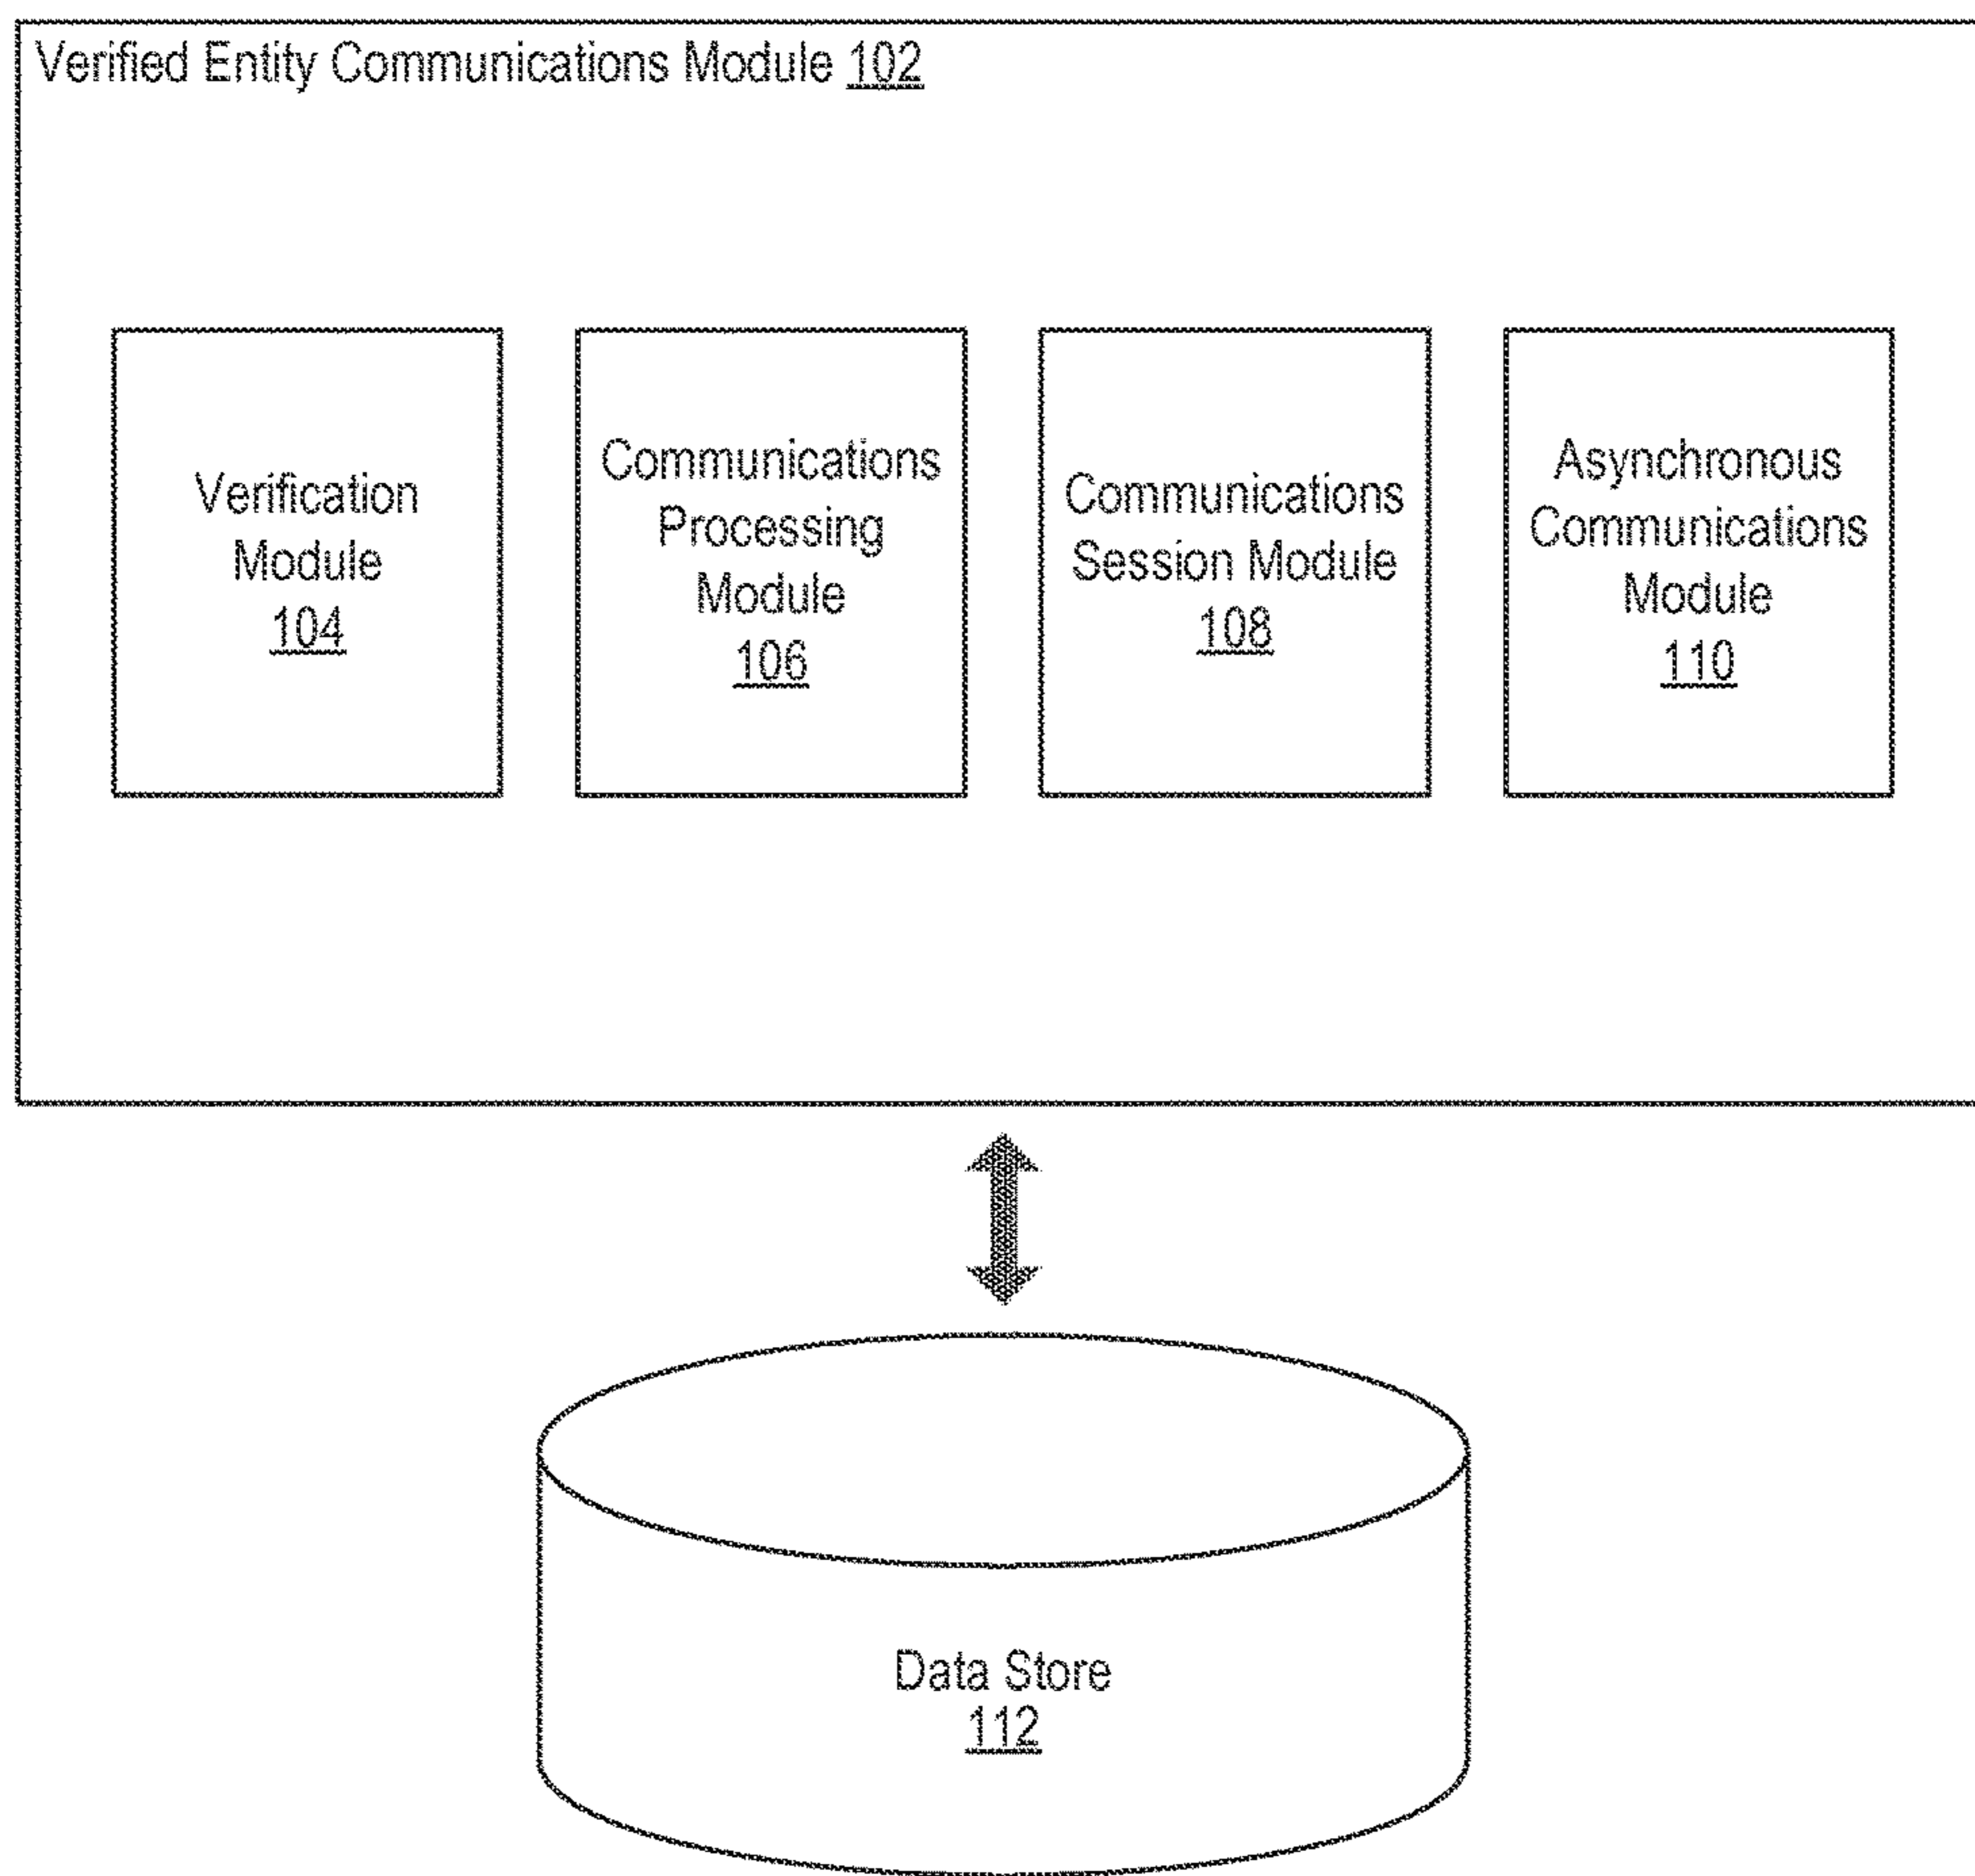 Verified Entity Communications Module 102
Verification
Module
104
Communications
Processing
Module
106
Communications
Session Module
108
Asynchronous
Communications
Module
110
Data Store
112